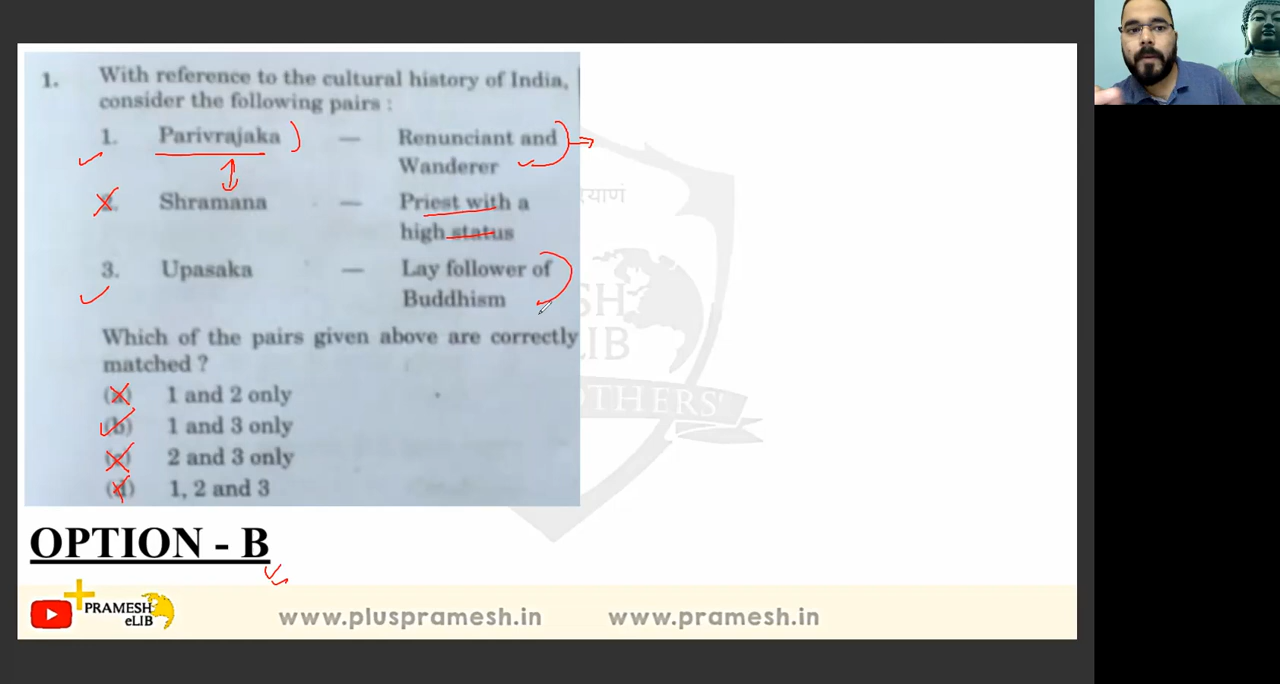 1. With reference to the cultural history of India,
consider the following pairs :
1. Parivrajaka — Renunciant and
Wanderer
2. Shramana — Priest with a
high status
3. Upasaka — Lay follower of
Buddhism
Which of the pairs given above are correctly
matched ?
(a) 1 and 2 only
(b) 1 and 3 only
(c) 2 and 3 only
(d) 1, 2 and 3
OPTION - B
PRAMESH
eLIB
www.pluspramesh.in www.pramesh.in